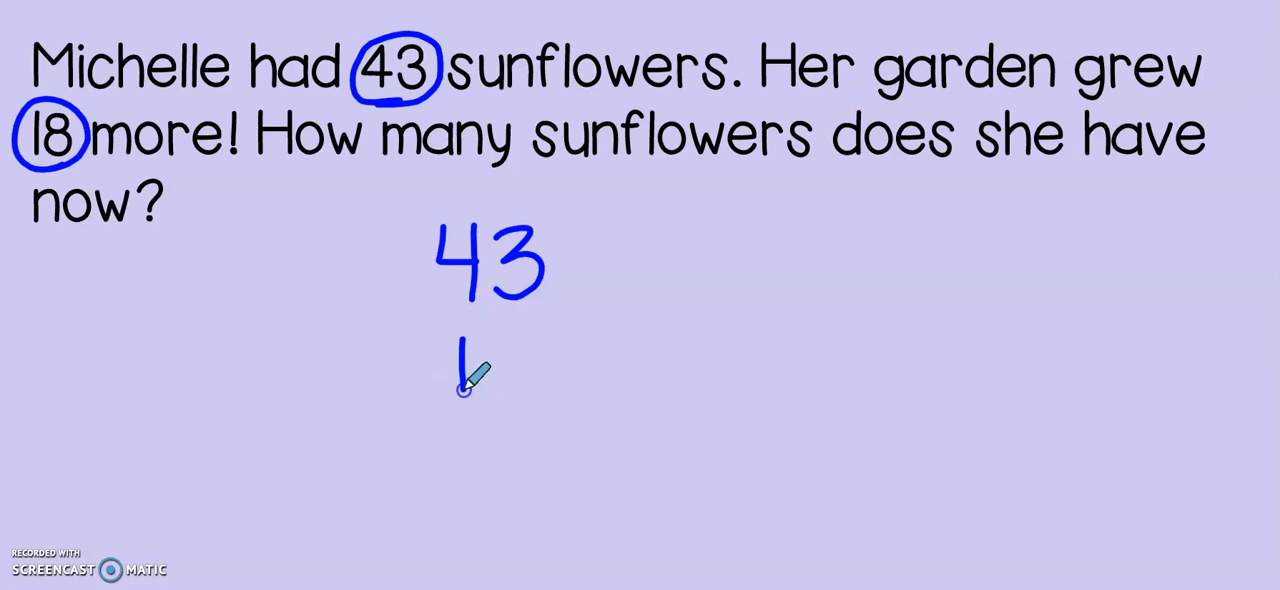 Michelle had 43 sunflowers. Her garden grew
18 more! How many sunflowers does she have
now?
43
1
RECORDED WITH
SCREENCAST MATIC